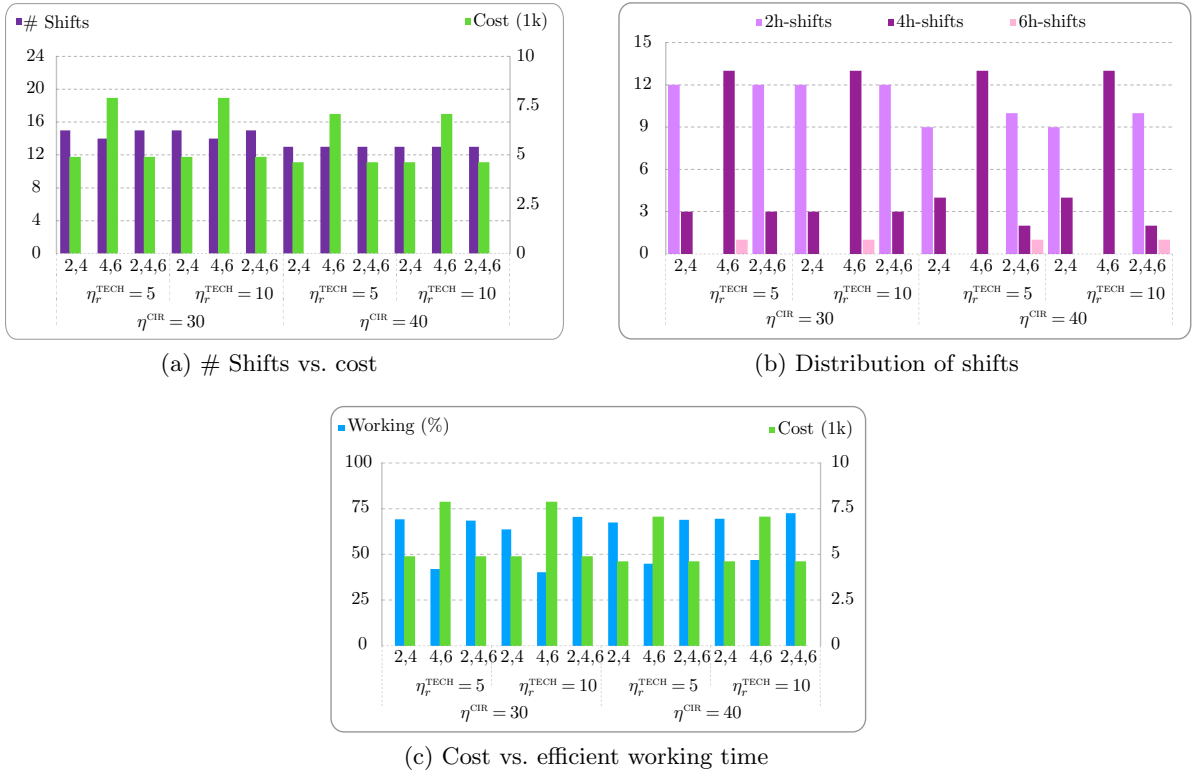 # Shifts Cost (1k)
24 10
20 7.5
16
12 5
8 2.5
4
0 0
2,4 4,6 2,4,6 2,4 4,6 2,4,6 2,4 4,6 2,4,6 2,4 4,6 2,4,6
η_r^TECH = 5 η_r^TECH = 10 η_r^TECH = 5 η_r^TECH = 10
η^CIR = 30 η^CIR = 40
(a) # Shifts vs. cost
2h-shifts 4h-shifts 6h-shifts
15
12
9
6
3
0
2,4 4,6 2,4,6 2,4 4,6 2,4,6 2,4 4,6 2,4,6 2,4 4,6 2,4,6
η_r^TECH = 5 η_r^TECH = 10 η_r^TECH = 5 η_r^TECH = 10
η^CIR = 30 η^CIR = 40
(b) Distribution of shifts
Working (%) Cost (1k)
100 10
75 7.5
50 5
25 2.5
0 0
2,4 4,6 2,4,6 2,4 4,6 2,4,6 2,4 4,6 2,4,6 2,4 4,6 2,4,6
η_r^TECH = 5 η_r^TECH = 10 η_r^TECH = 5 η_r^TECH = 10
η^CIR = 30 η^CIR = 40
(c) Cost vs. efficient working time